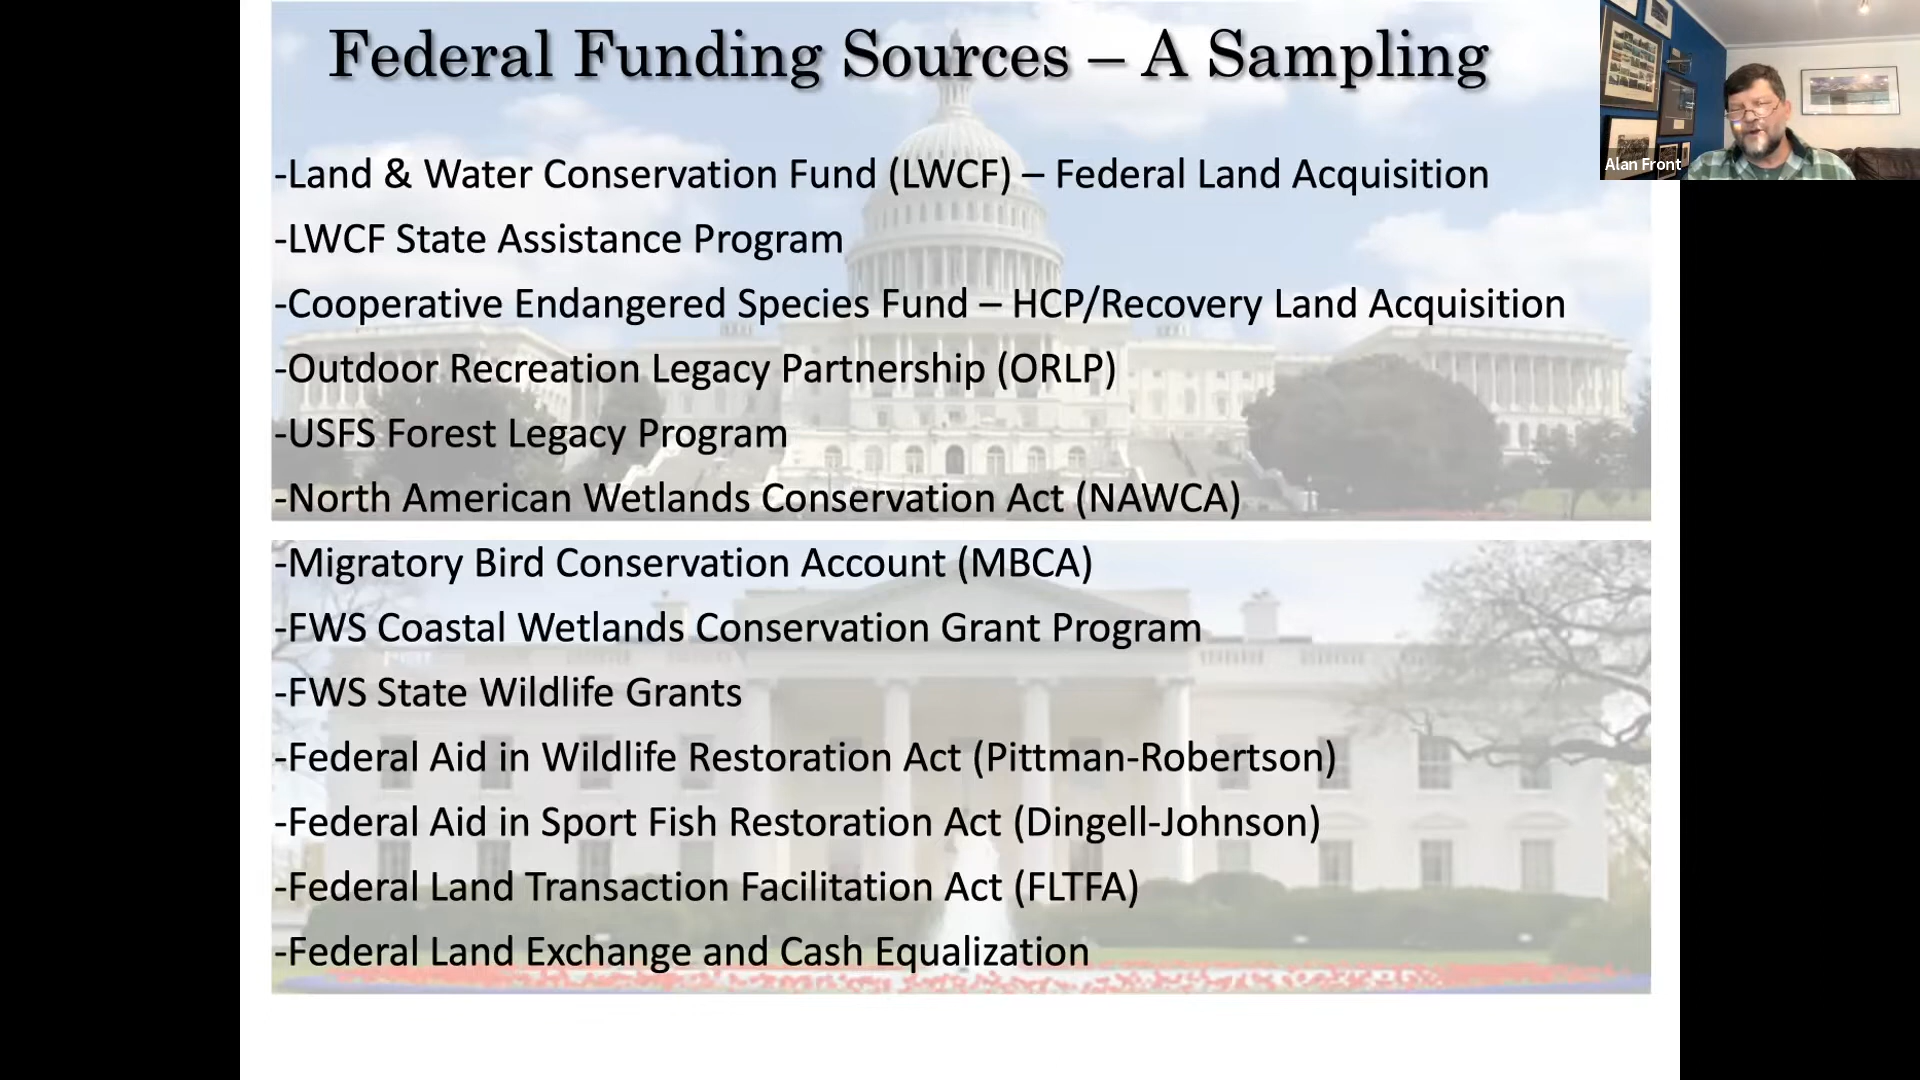 Federal Funding Sources – A Sampling
Alan Front
-Land & Water Conservation Fund (LWCF) – Federal Land Acquisition
-LWCF State Assistance Program
-Cooperative Endangered Species Fund – HCP/Recovery Land Acquisition
-Outdoor Recreation Legacy Partnership (ORLP)
-USFS Forest Legacy Program
-North American Wetlands Conservation Act (NAWCA)
-Migratory Bird Conservation Account (MBCA)
-FWS Coastal Wetlands Conservation Grant Program
-FWS State Wildlife Grants
-Federal Aid in Wildlife Restoration Act (Pittman-Robertson)
-Federal Aid in Sport Fish Restoration Act (Dingell-Johnson)
-Federal Land Transaction Facilitation Act (FLTFA)
-Federal Land Exchange and Cash Equalization